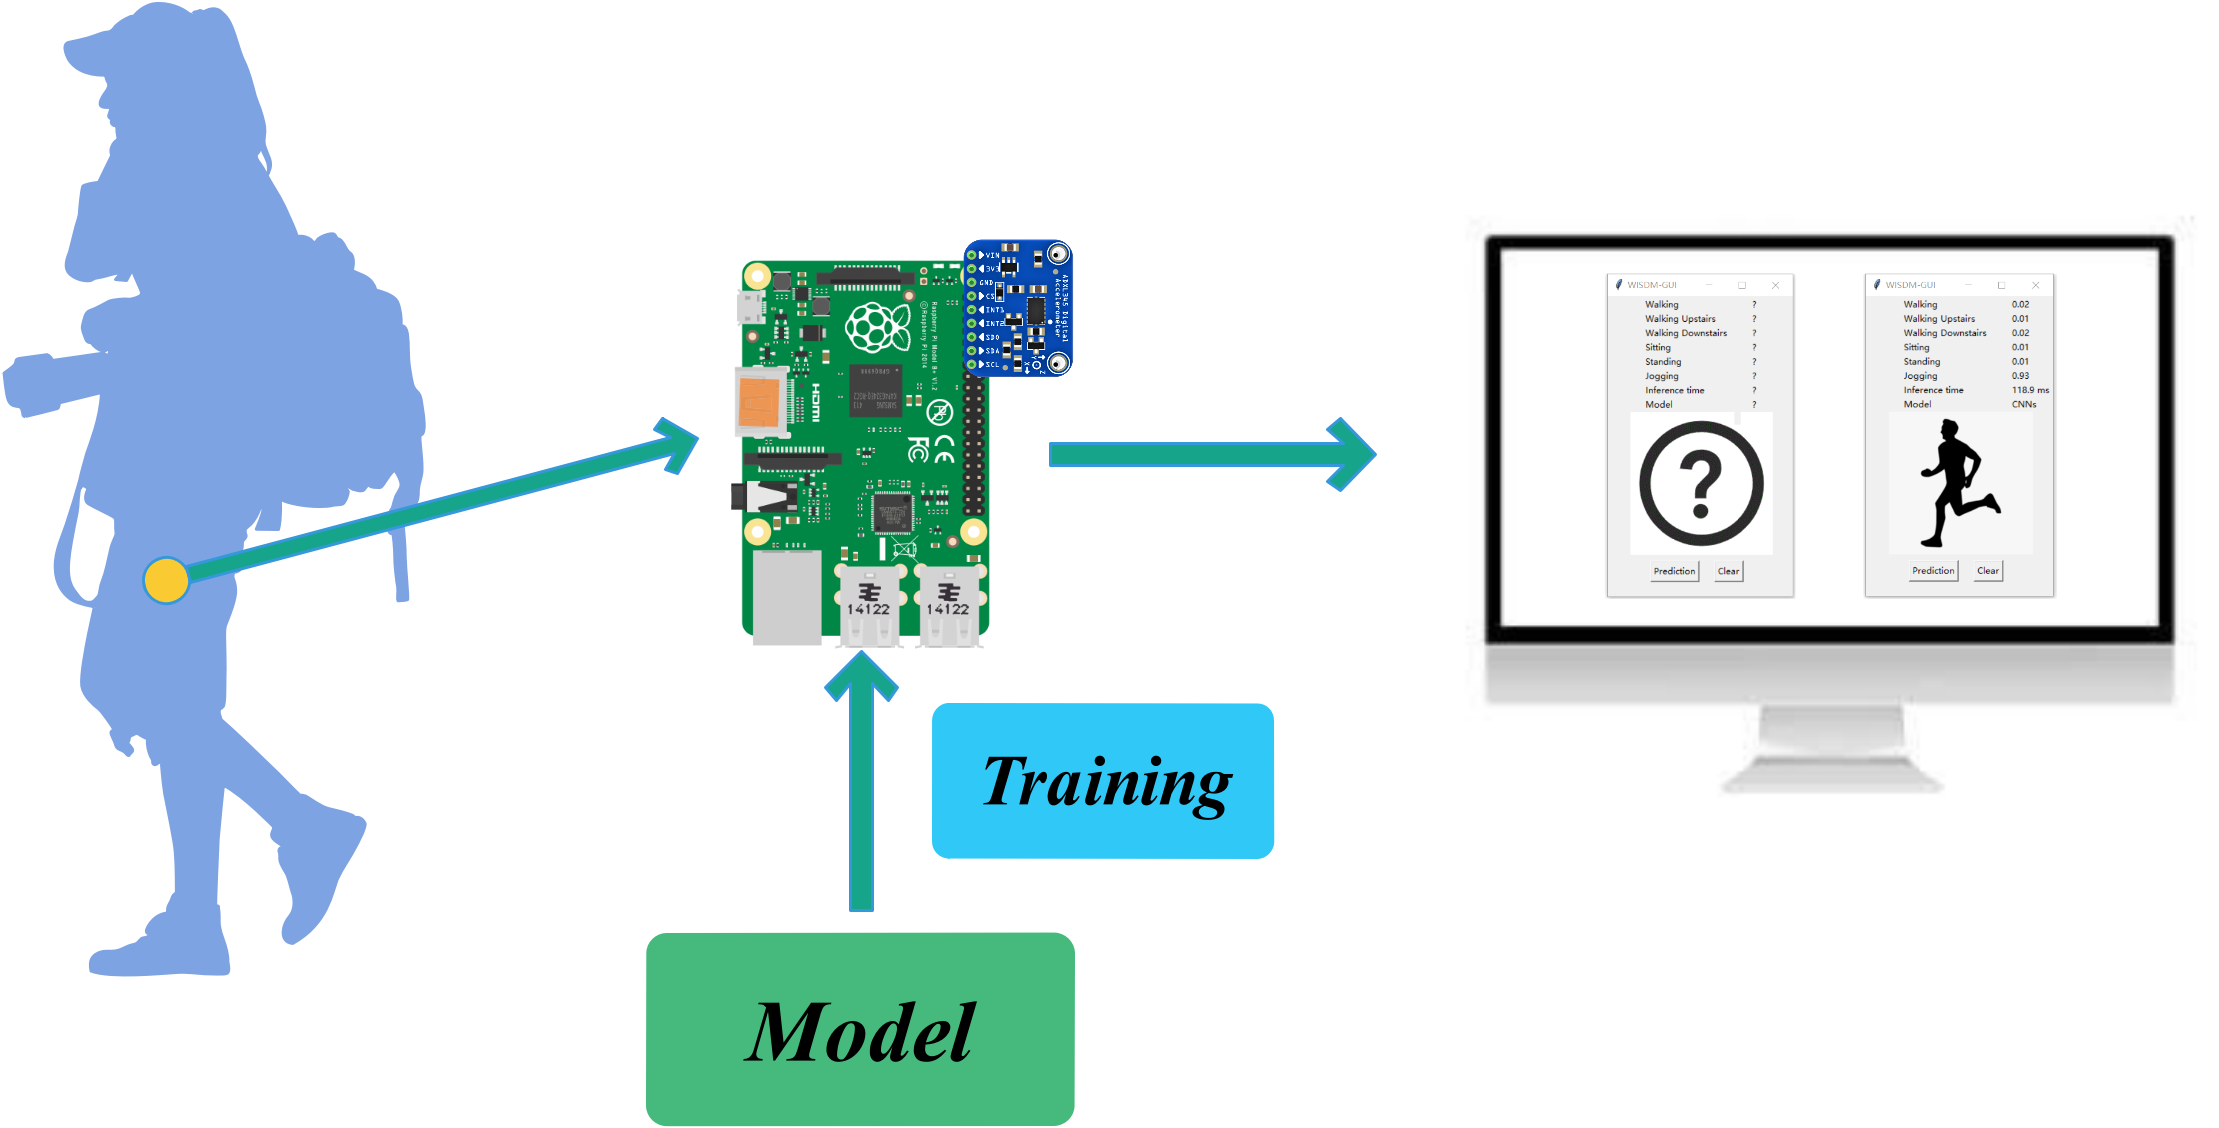 VIN
3V3
GND
CS
INT1
INT2
SDO
SDA
SCL
ADXL345 Digital
Accelerometer
Raspberry Pi Model B+ V1.2
©Raspberry Pi 2014
HDMI
FC CE
14122
14122
WISDM-GUI
Walking ?
Walking Upstairs ?
Walking Downstairs ?
Sitting ?
Standing ?
Jogging ?
Inference time ?
Model ?
?
Prediction Clear
WISDM-GUI
Walking 0.02
Walking Upstairs 0.01
Walking Downstairs 0.02
Sitting 0.01
Standing 0.01
Jogging 0.93
Inference time 118.9 ms
Model CNNs
Prediction Clear
Training
Model